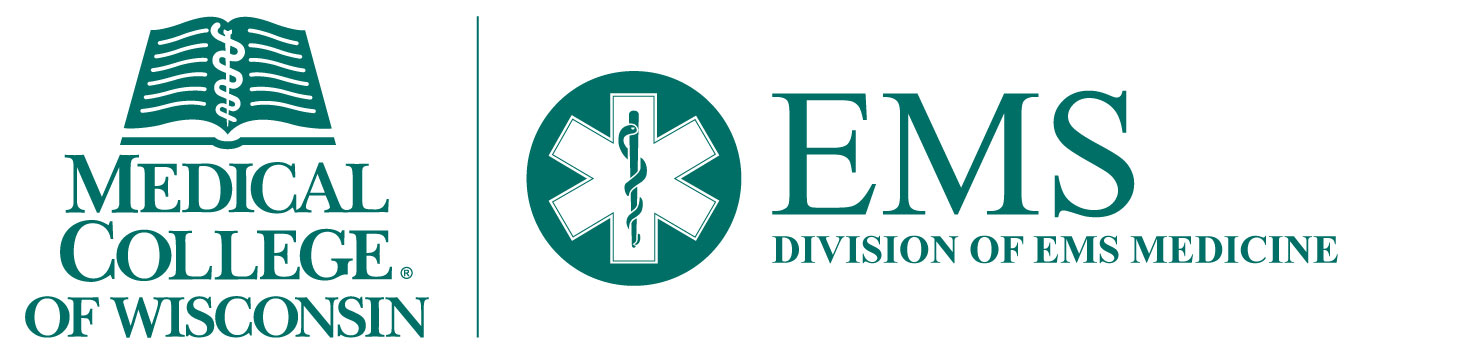 MEDICAL
COLLEGE®
OF WISCONSIN
EMS
DIVISION OF EMS MEDICINE